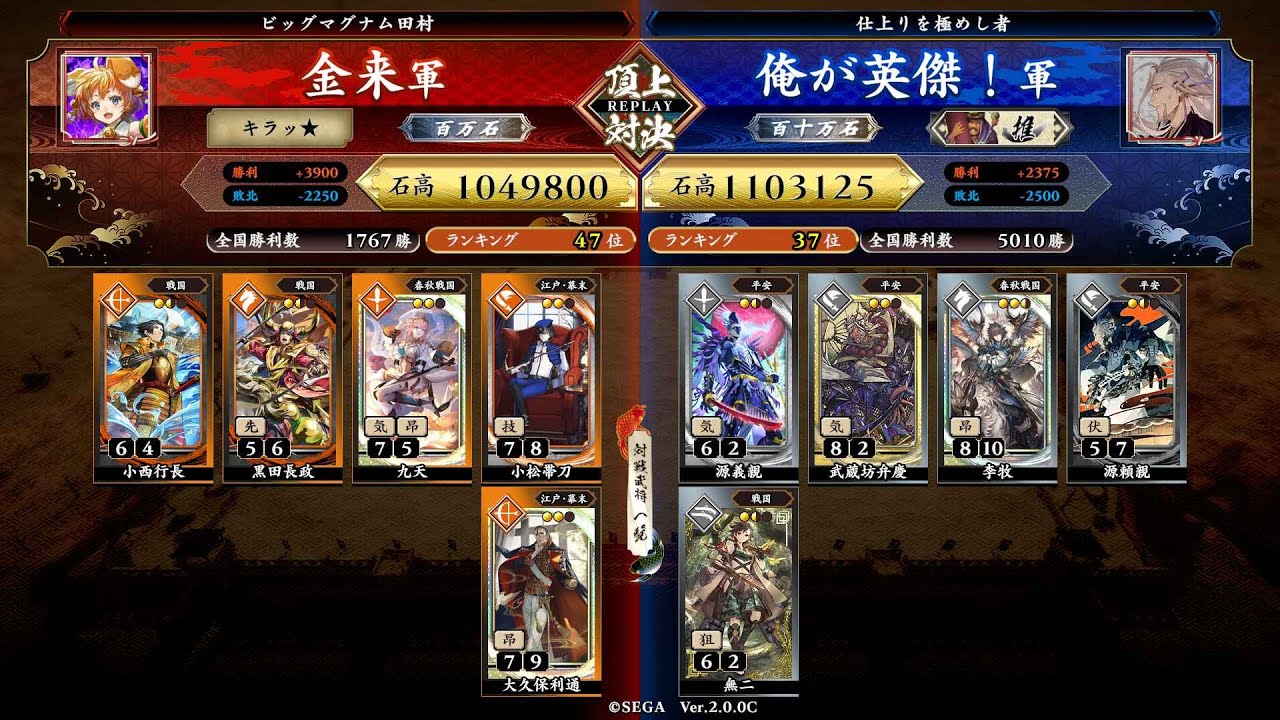 ビッグマグナム田村
仕上りを極めし者
金来軍
頂上
REPLAY
対決
俺が英傑！軍
キラッ★
百万石
百十万石
推
勝利 +3900
敗北 -2250
石高 1049800
石高 1103125
勝利 +2375
敗北 -2500
全国勝利数 1767勝
ランキング 47位
ランキング 37位
全国勝利数 5010勝
戦国
戦国
春秋戦国
江戸・幕末
平安
平安
春秋戦国
平安
先
気 昂
技
気
気
昂
伏
6 4
5 6
7 5
7 8
6 2
8 2
8 10
5 7
小西行長
黒田長政
九天
小松帯刀
源義親
武蔵坊弁慶
李牧
源頼親
対戦武将一覧
江戸・幕末
戦国
昂
狙
7 9
6 2
大久保利通
無二
©SEGA Ver.2.0.0C